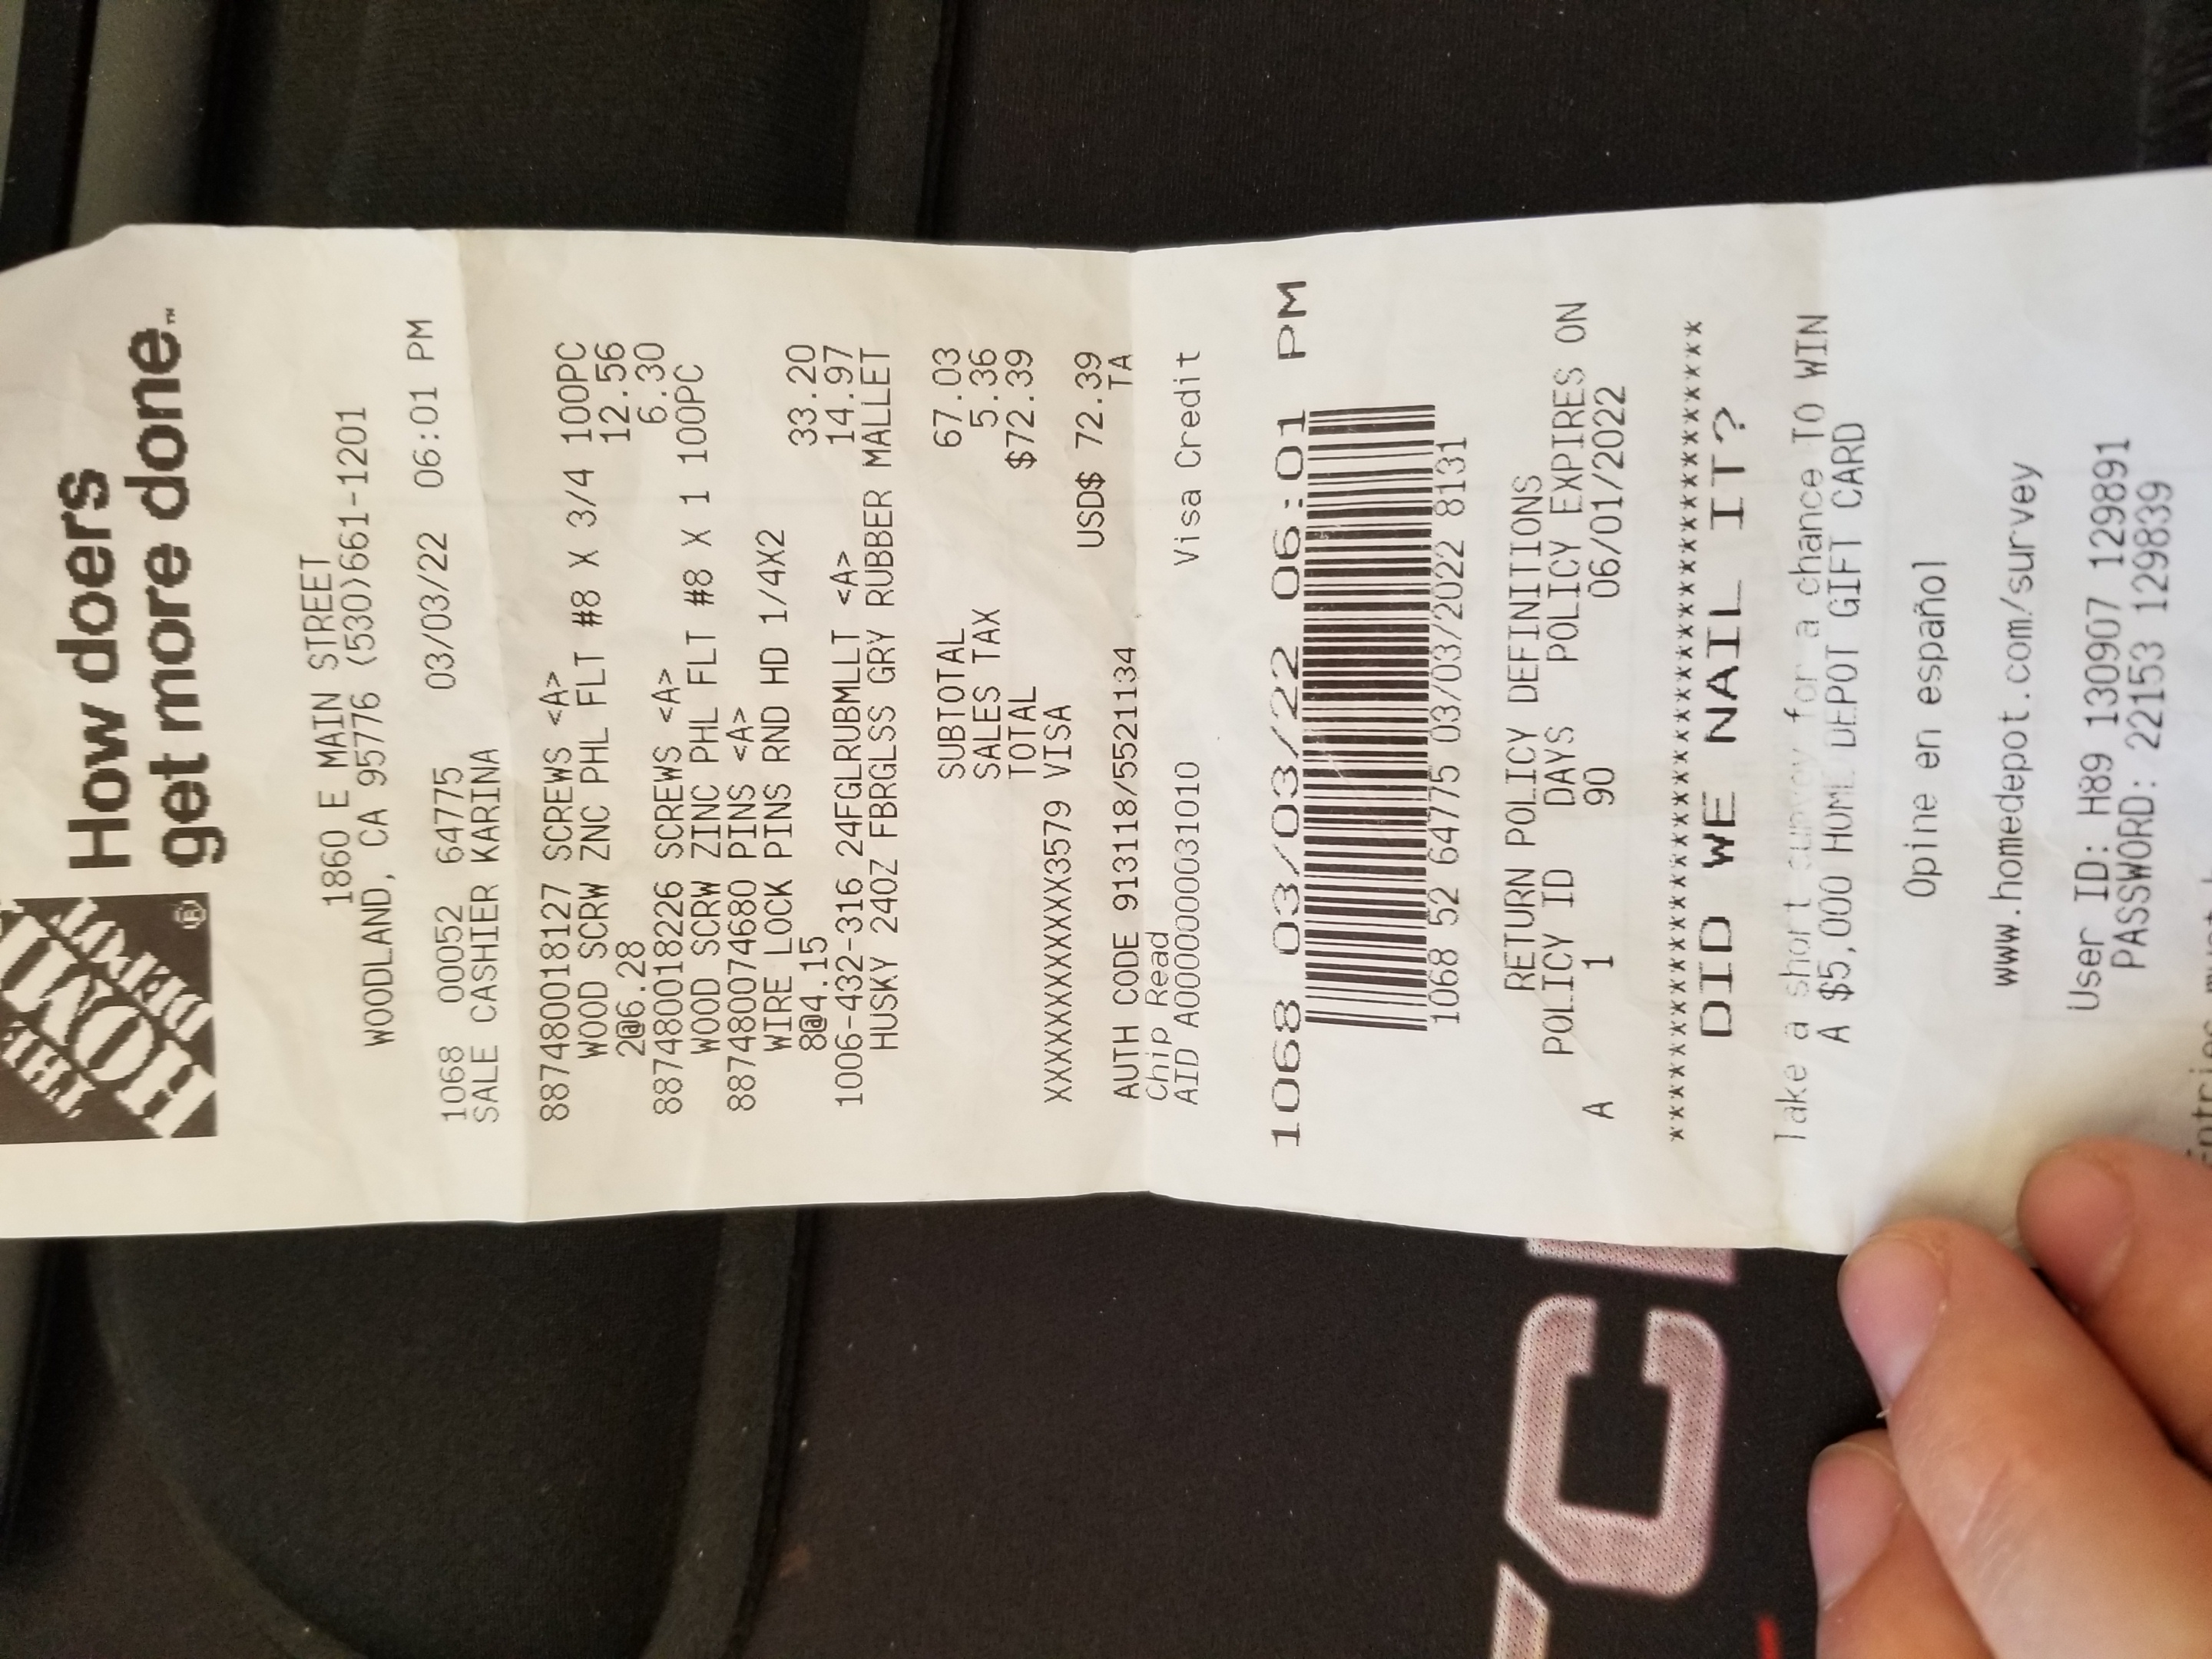 THE
HOME
DEPOT
®
How doers
get more done.™
1860 E MAIN STREET
WOODLAND, CA 95776 (530)661-1201
1068 00052 64775 03/03/22 06:01 PM
SALE CASHIER KARINA
887480018127 SCREWS <A>
WOOD SCRW ZNC PHL FLT #8 X 3/4 100PC
2@6.28 12.56
887480018226 SCREWS <A> 6.30
WOOD SCRW ZINC PHL FLT #8 X 1 100PC
887480074680 PINS <A>
WIRE LOCK PINS RND HD 1/4X2
8@4.15 33.20
1006-432-316 24FGLRUBMLLT <A> 14.97
HUSKY 24OZ FBRGLSS GRY RUBBER MALLET
SUBTOTAL 67.03
SALES TAX 5.36
TOTAL $72.39
XXXXXXXXXXXX3579 VISA
USD$ 72.39
AUTH CODE 913118/5521134 TA
Chip Read
AID A0000000031010 Visa Credit
1068 03/03/22 06:01 PM
1068 52 64775 03/03/2022 8131
RETURN POLICY DEFINITIONS
POLICY ID DAYS POLICY EXPIRES ON
A 1 90 06/01/2022
***************************************
DID WE NAIL IT?
Take a short survey for a chance TO WIN
A $5,000 HOME DEPOT GIFT CARD
Opine en español
www.homedepot.com/survey
User ID: H89 130907 129891
PASSWORD: 22153 129839
Entries must